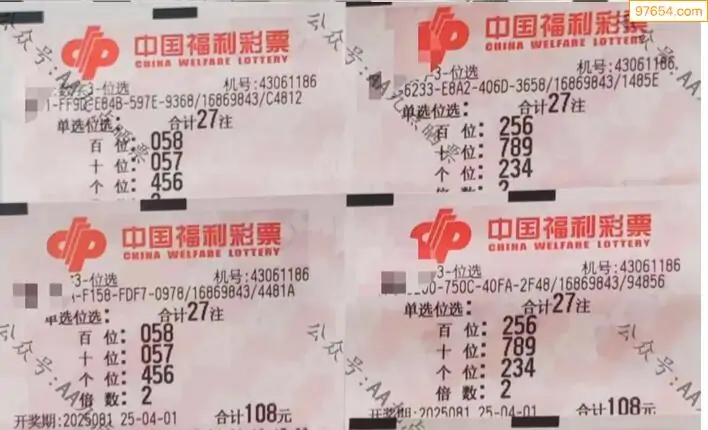 97654.com
中国福利彩票
CHINA WELFARE LOTTERY
3-位选 机号:43061186
1-FF9D-E84B-597E-9368/16869843/C4812
单选位选: 合计27注
百位: 058
十位: 057
个位: 456
2
中国福利彩票
CHINA WELFARE LOTTERY
3-位选 机号:43061186
26233-E8A2-406D-3658/16869843/1485E
单选位选: 合计27注
百位: 256
十位: 789
个位: 234
倍数: 2
中国福利彩票
CHINA WELFARE LOTTERY
3-位选 机号:43061186
-F158-FDF7-0978/16869843/4481A
单选位选: 合计27注
百位: 058
十位: 057
个位: 456
倍数: 2
开奖期:2025081 25-04-01 合计108元
中国福利彩票
CHINA WELFARE LOTTERY
3-位选 机号:43061186
-750C-40FA-2F48/16869843/94856
单选位选: 合计27注
百位: 256
十位: 789
个位: 234
倍数: 2
开奖期:2025081 25-04-01 合计108元